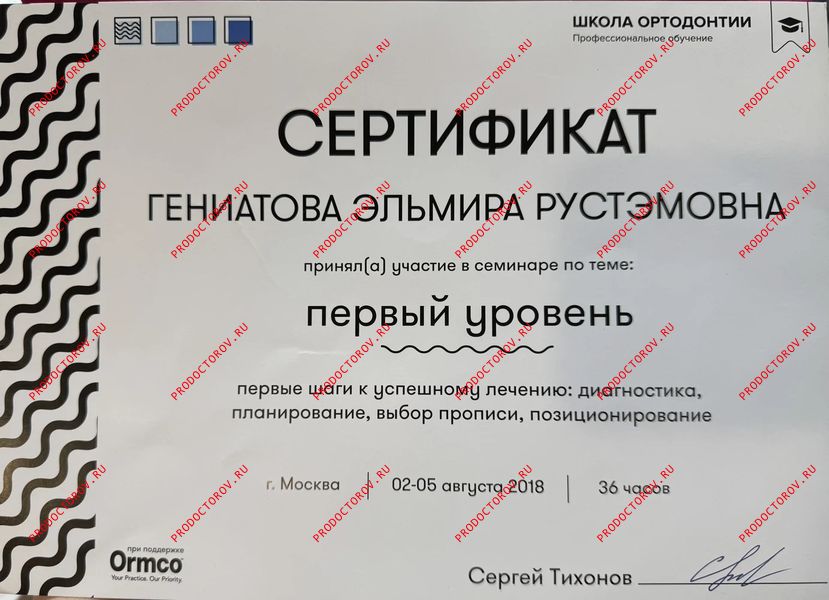 ШКОЛА ОРТОДОНТИИ
Профессиональное обучение
СЕРТИФИКАТ
ГЕНИАТОВА ЭЛЬМИРА РУСТЭМОВНА
принял(а) участие в семинаре по теме:
первый уровень
первые шаги к успешному лечению: диагностика,
планирование, выбор прописи, позиционирование
г. Москва | 02-05 августа 2018 | 36 часов
при поддержке
Ormco
Your Practice. Our Priority.
Сергей Тихонов
PRODOCTOROV.RU